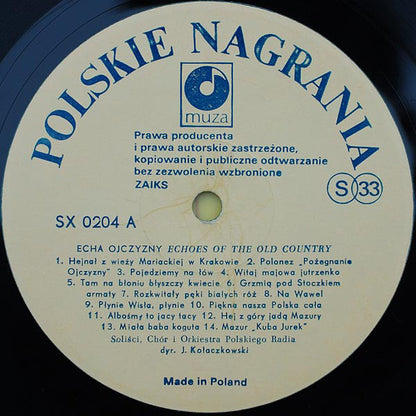 POLSKIE NAGRANIA
muza
Prawa producenta
i prawa autorskie zastrzeżone,
kopiowanie i publiczne odtwarzanie
bez zezwolenia wzbronione
ZAIKS
S 33
SX 0204 A
ECHA OJCZYZNY ECHOES OF THE OLD COUNTRY
1. Hejnał z wieży Mariackiej w Krakowie 2. Polonez „Pożegnanie
Ojczyzny" 3. Pojedziemy na łów 4. Witaj majowa jutrzenko
5. Tam na błoniu błyszczy kwiecie 6. Grzmią pod Stoczkiem
armaty 7. Rozkwitały pęki białych róż 8. Na Wawel
9. Płynie Wisła, płynie 10. Piękna nasza Polska cała
11. Albośmy to jacy tacy 12. Hej z góry jadą Mazury
13. Miała baba koguta 14. Mazur „Kuba Jurek"
Soliści, Chór i Orkiestra Polskiego Radia
dyr. J. Kołaczkowski
Made in Poland